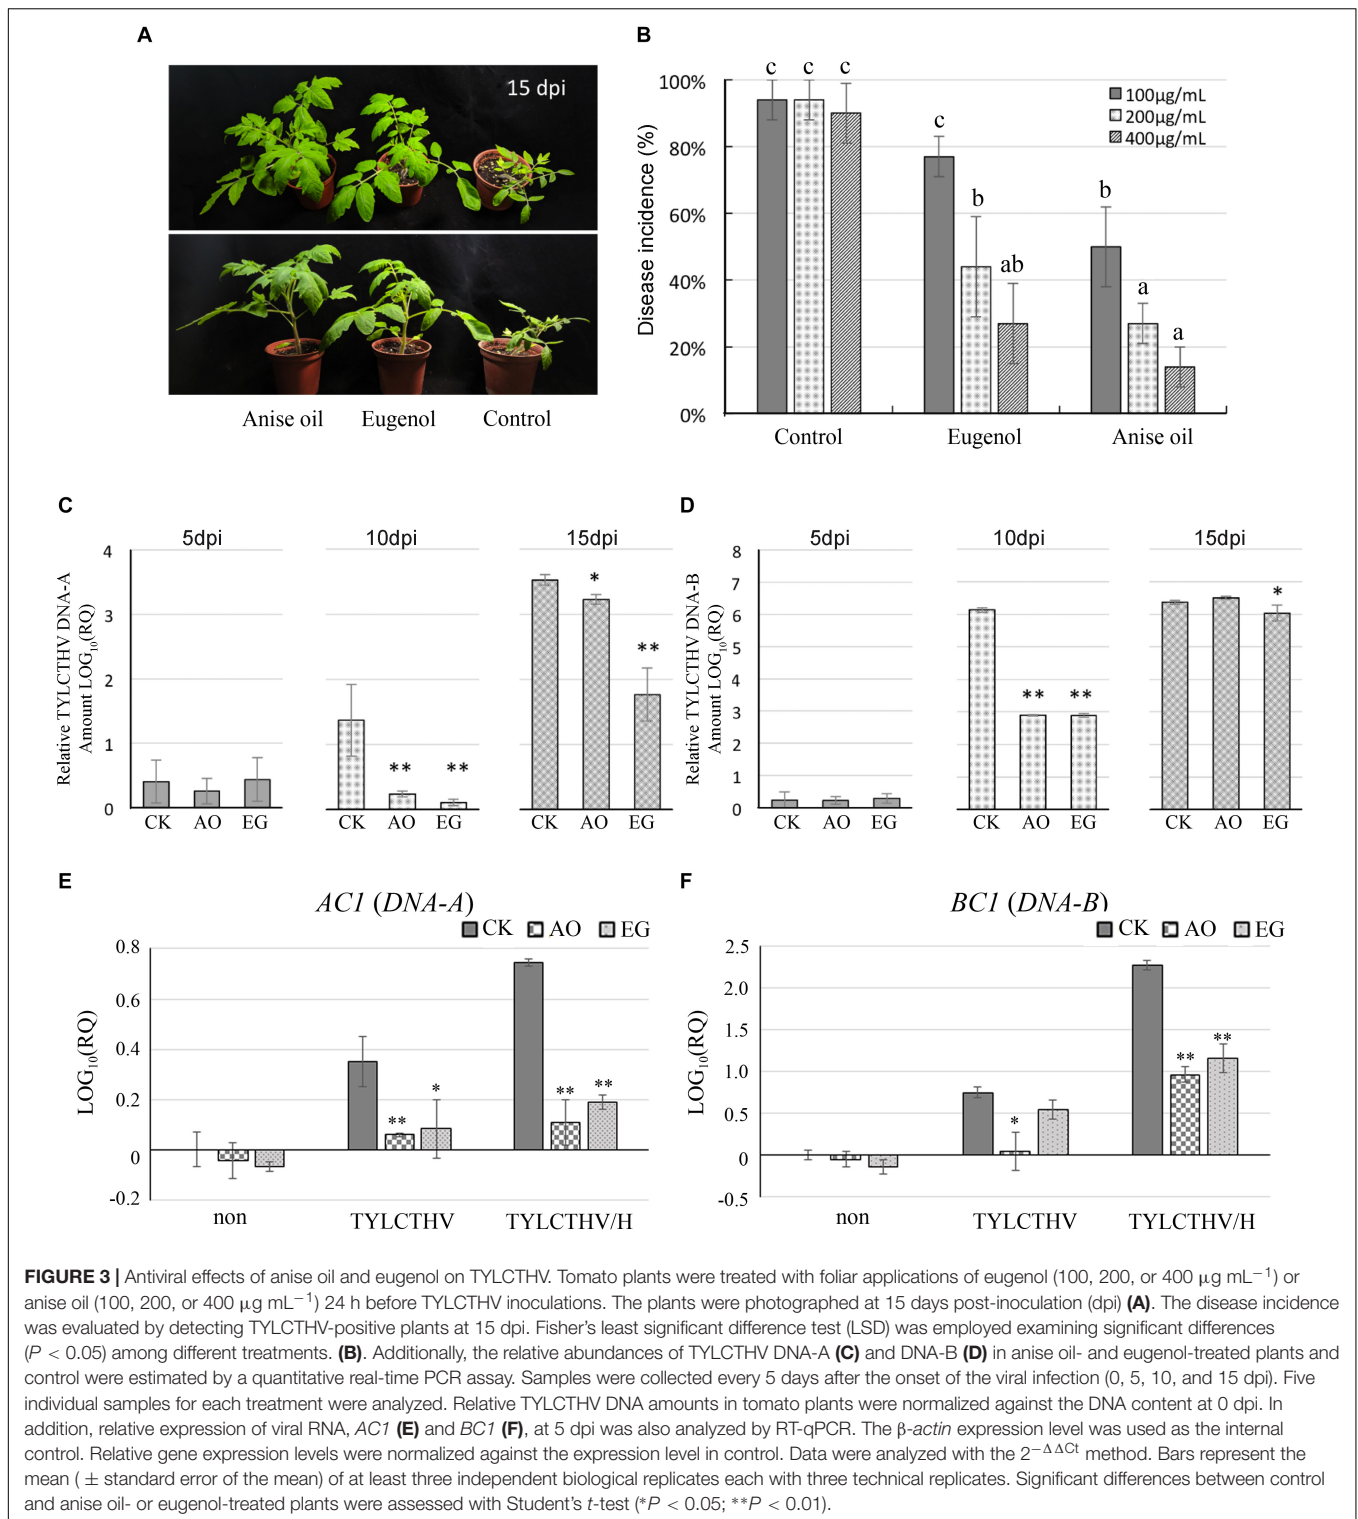 A
15 dpi
Anise oil Eugenol Control
B
Disease incidence (%)
100%
80%
60%
40%
20%
0%
c c c
c
b
ab
b
a
a
100µg/mL
200µg/mL
400µg/mL
Control Eugenol Anise oil
C
Relative TYLCTHV DNA-A
Amount LOG10(RQ)
5dpi 10dpi 15dpi
4
3
2
1
0
** **
*
**
CK AO EG CK AO EG CK AO EG
D
Relative TYLCTHV DNA-B
Amount LOG10(RQ)
5dpi 10dpi 15dpi
8
7
6
5
4
3
2
1
0
** **
*
CK AO EG CK AO EG CK AO EG
E
AC1 (DNA-A)
CK AO EG
LOG10(RQ)
0.8
0.6
0.4
0.2
0
-0.2
** *
** **
non TYLCTHV TYLCTHV/H
F
BC1 (DNA-B)
CK AO EG
LOG10(RQ)
2.5
2.0
1.5
1.0
0.5
0
-0.5
*
** **
non TYLCTHV TYLCTHV/H
FIGURE 3 | Antiviral effects of anise oil and eugenol on TYLCTHV. Tomato plants were treated with foliar applications of eugenol (100, 200, or 400 µg mL−1) or
anise oil (100, 200, or 400 µg mL−1) 24 h before TYLCTHV inoculations. The plants were photographed at 15 days post-inoculation (dpi) (A). The disease incidence
was evaluated by detecting TYLCTHV-positive plants at 15 dpi. Fisher's least significant difference test (LSD) was employed examining significant differences
(P < 0.05) among different treatments. (B). Additionally, the relative abundances of TYLCTHV DNA-A (C) and DNA-B (D) in anise oil- and eugenol-treated plants and
control were estimated by a quantitative real-time PCR assay. Samples were collected every 5 days after the onset of the viral infection (0, 5, 10, and 15 dpi). Five
individual samples for each treatment were analyzed. Relative TYLCTHV DNA amounts in tomato plants were normalized against the DNA content at 0 dpi. In
addition, relative expression of viral RNA, AC1 (E) and BC1 (F), at 5 dpi was also analyzed by RT-qPCR. The β-actin expression level was used as the internal
control. Relative gene expression levels were normalized against the expression level in control. Data were analyzed with the 2−ΔΔCt method. Bars represent the
mean ( ± standard error of the mean) of at least three independent biological replicates each with three technical replicates. Significant differences between control
and anise oil- or eugenol-treated plants were assessed with Student's t-test (*P < 0.05; **P < 0.01).